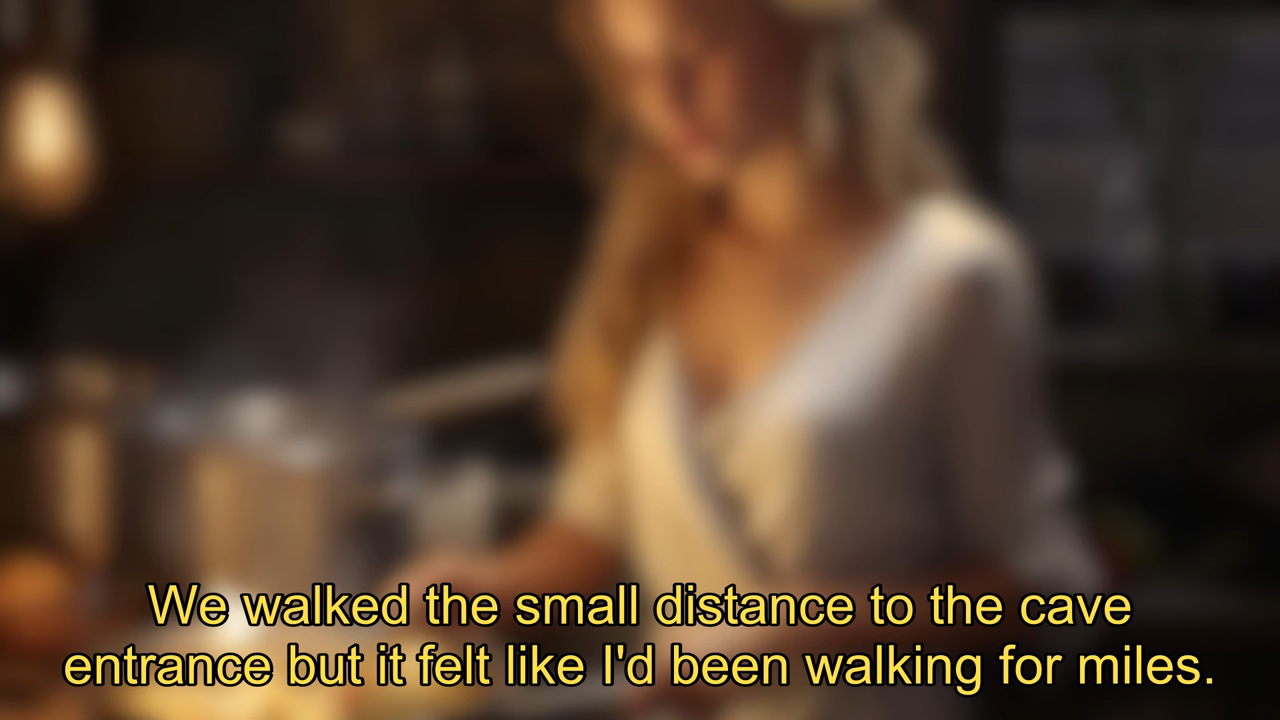 We walked the small distance to the cave
entrance but it felt like I'd been walking for miles.